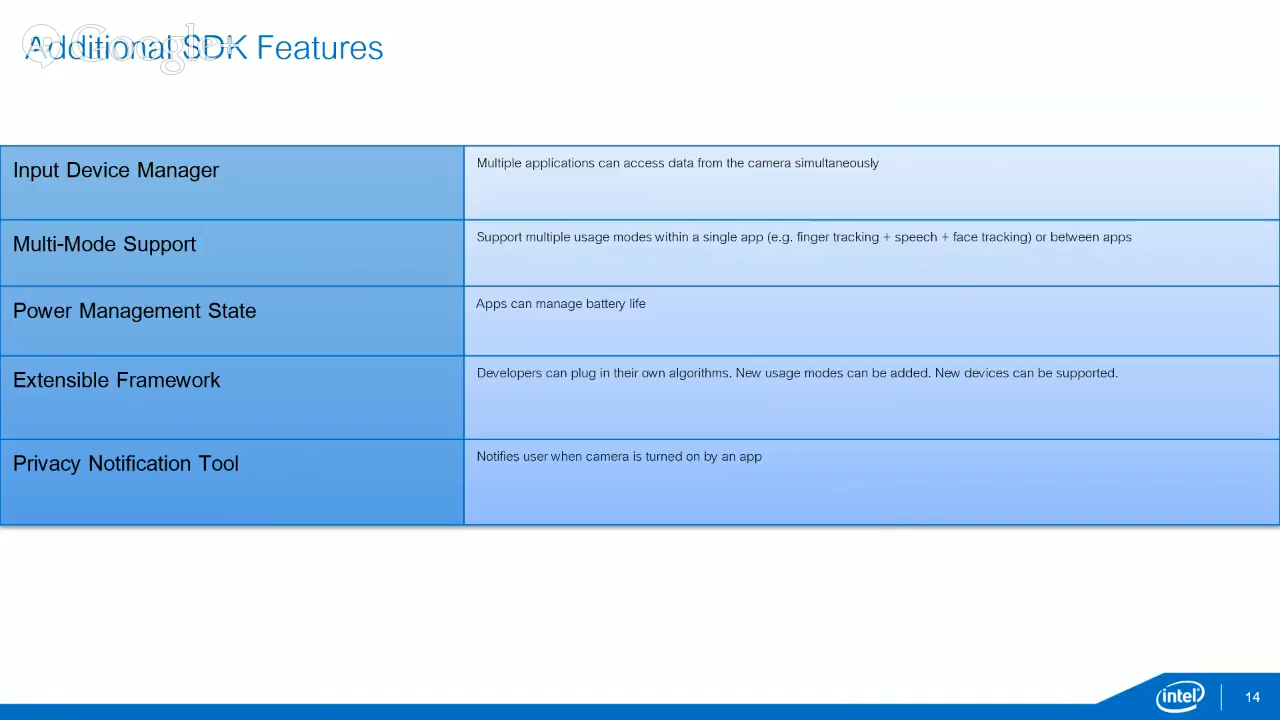 Additional SDK Features
Google+
Input Device Manager
Multiple applications can access data from the camera simultaneously
Multi-Mode Support
Support multiple usage modes within a single app (e.g. finger tracking + speech + face tracking) or between apps
Power Management State
Apps can manage battery life
Extensible Framework
Developers can plug in their own algorithms. New usage modes can be added. New devices can be supported.
Privacy Notification Tool
Notifies user when camera is turned on by an app
intel
14